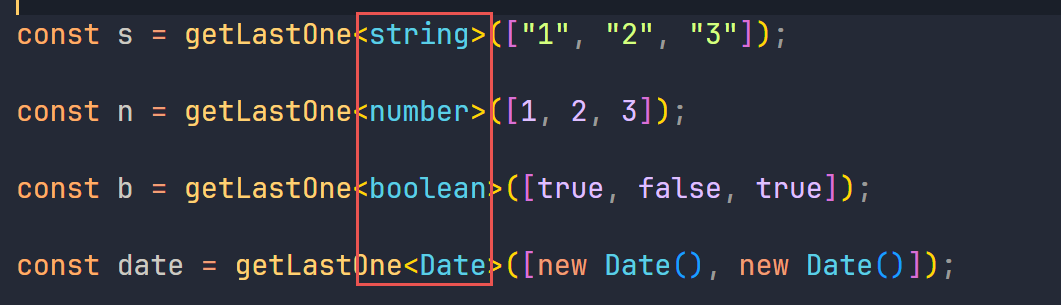 const s = getLastOne<string>(["1", "2", "3"]);
const n = getLastOne<number>([1, 2, 3]);
const b = getLastOne<boolean>([true, false, true]);
const date = getLastOne<Date>([new Date(), new Date()]);